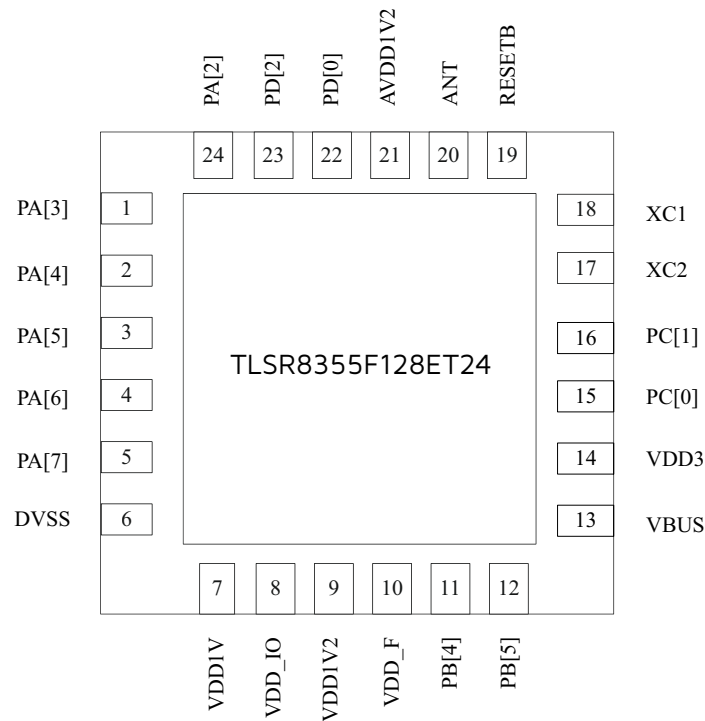 PA[2] PD[2] PD[0] AVDD1V2 ANT RESETB
24 23 22 21 20 19
PA[3] 1 18 XC1
PA[4] 2 17 XC2
PA[5] 3 16 PC[1]
TLSR8355F128ET24
PA[6] 4 15 PC[0]
PA[7] 5 14 VDD3
DVSS 6 13 VBUS
7 8 9 10 11 12
VDD1V VDD_IO VDD1V2 VDD_F PB[4] PB[5]